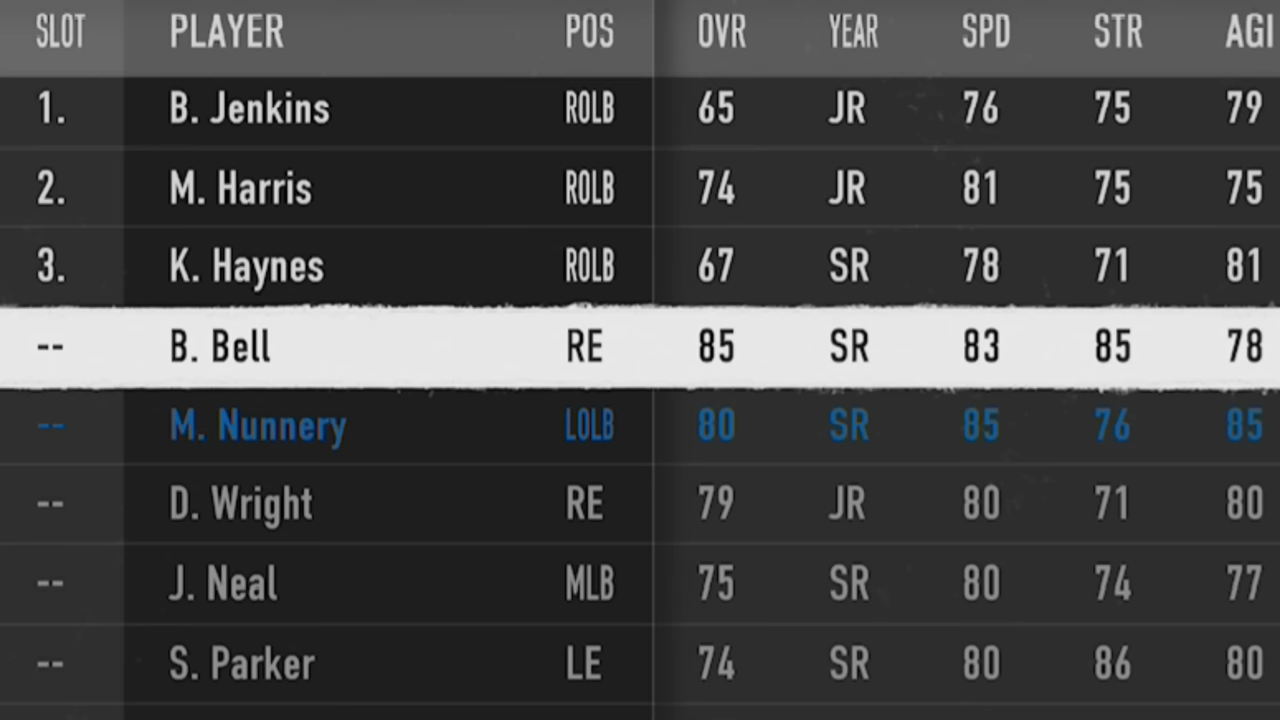 SLOT PLAYER POS OVR YEAR SPD STR AGI
1. B. Jenkins ROLB 65 JR 76 75 79
2. M. Harris ROLB 74 JR 81 75 75
3. K. Haynes ROLB 67 SR 78 71 81
-- B. Bell RE 85 SR 83 85 78
-- M. Nunnery LOLB 80 SR 85 76 85
-- D. Wright RE 79 JR 80 71 80
-- J. Neal MLB 75 SR 80 74 77
-- S. Parker LE 74 SR 80 86 80